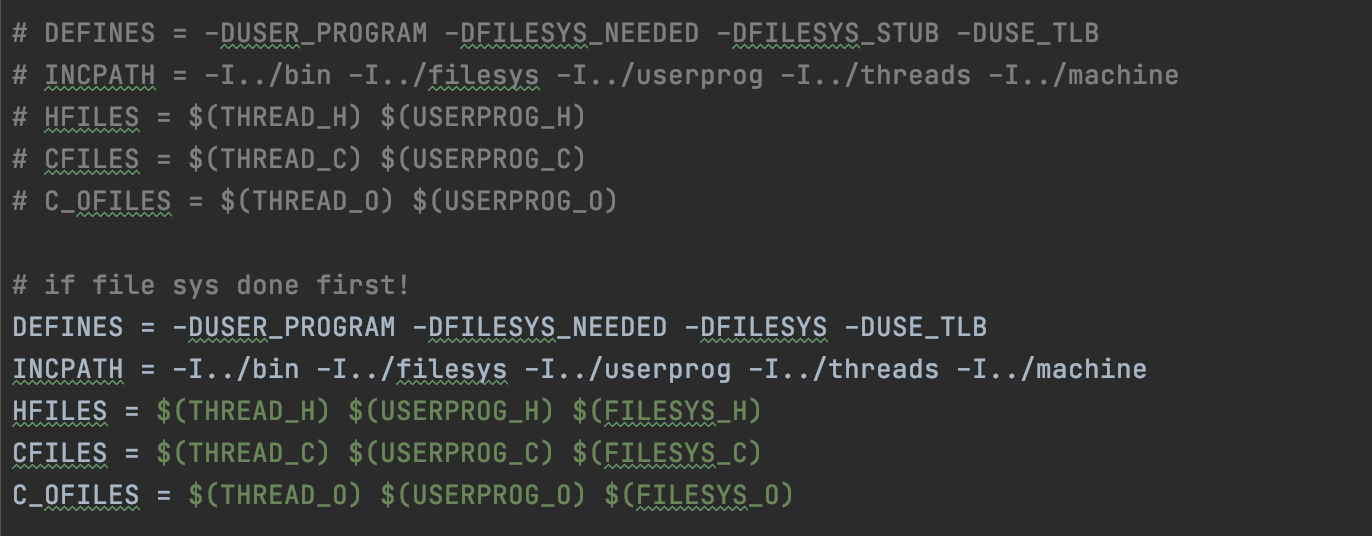 # DEFINES = -DUSER_PROGRAM -DFILESYS_NEEDED -DFILESYS_STUB -DUSE_TLB
# INCPATH = -I../bin -I../filesys -I../userprog -I../threads -I../machine
# HFILES = $(THREAD_H) $(USERPROG_H)
# CFILES = $(THREAD_C) $(USERPROG_C)
# C_OFILES = $(THREAD_O) $(USERPROG_O)
# if file sys done first!
DEFINES = -DUSER_PROGRAM -DFILESYS_NEEDED -DFILESYS -DUSE_TLB
INCPATH = -I../bin -I../filesys -I../userprog -I../threads -I../machine
HFILES = $(THREAD_H) $(USERPROG_H) $(FILESYS_H)
CFILES = $(THREAD_C) $(USERPROG_C) $(FILESYS_C)
C_OFILES = $(THREAD_O) $(USERPROG_O) $(FILESYS_O)